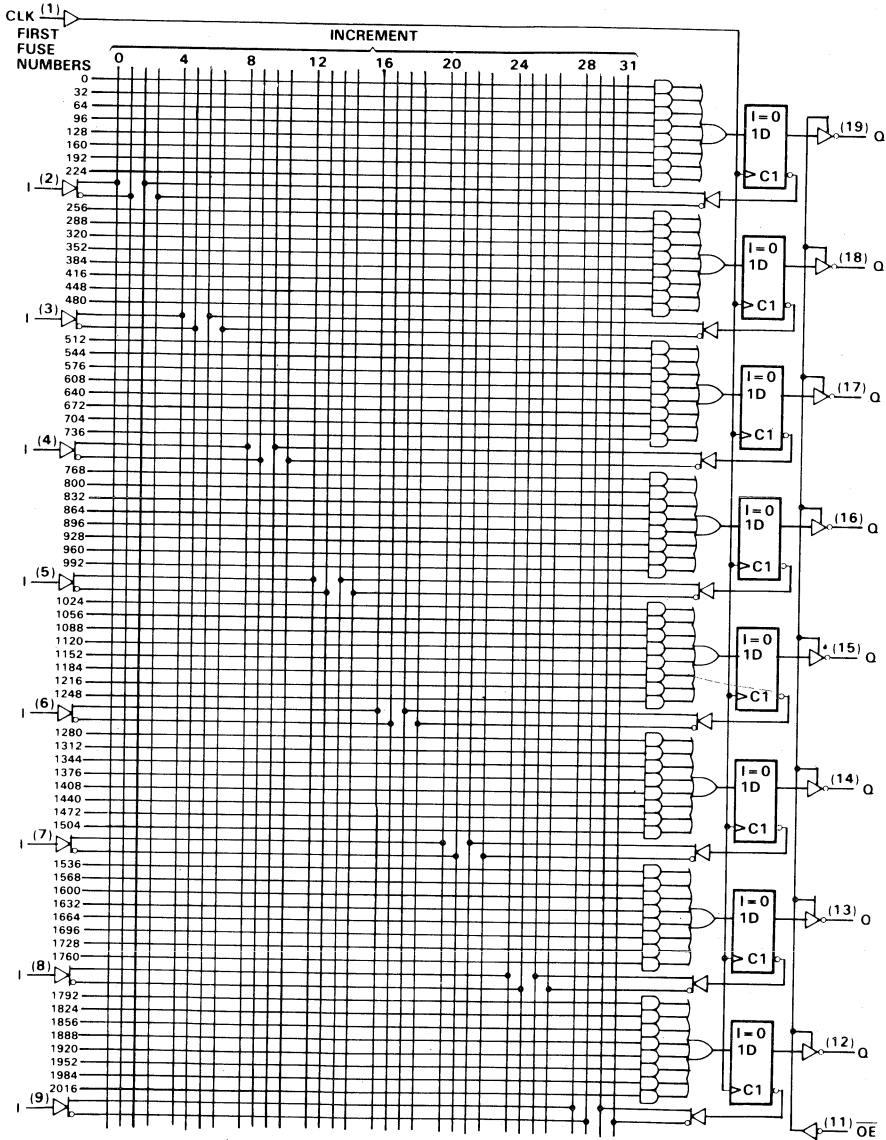 CLK (1)
FIRST
FUSE
NUMBERS
INCREMENT
0 4 8 12 16 20 24 28 31
0
32
64
96
128
160
192
224
I=0
1D
C1
(19) Q
I (2)
256
288
320
352
384
416
448
480
I=0
1D
C1
(18) Q
I (3)
512
544
576
608
640
672
704
736
I=0
1D
C1
(17) Q
I (4)
768
800
832
864
896
928
960
992
I=0
1D
C1
(16) Q
I (5)
1024
1056
1088
1120
1152
1184
1216
1248
I=0
1D
C1
(15) Q
I (6)
1280
1312
1344
1376
1408
1440
1472
1504
I=0
1D
C1
(14) Q
I (7)
1536
1568
1600
1632
1664
1696
1728
1760
I=0
1D
C1
(13) Q
I (8)
1792
1824
1856
1888
1920
1952
1984
2016
I=0
1D
C1
(12) Q
I (9)
(11) OE